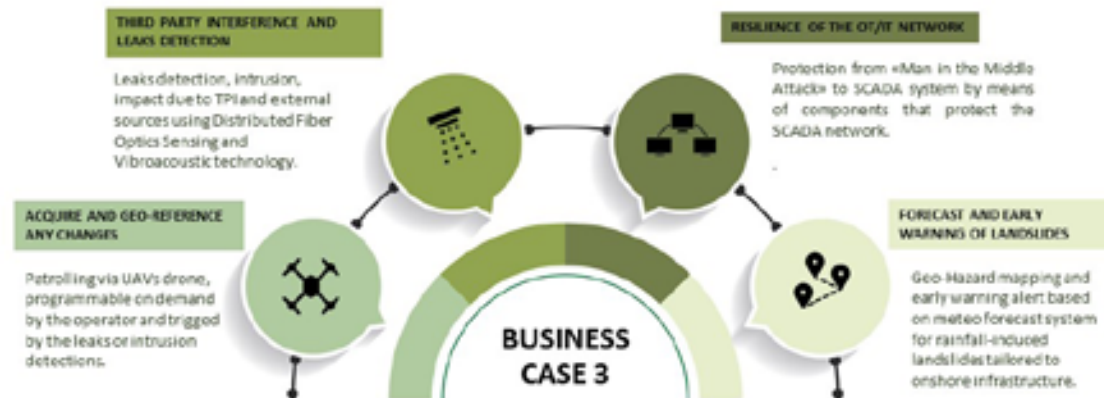 THIRD PARTY INTERFERENCE AND
LEAKS DETECTION
Leaks detection, intrusion,
impact due to TPI and external
sources using Distributed Fiber
Optics Sensing and
Vibroacoustic technology.
RESILIENCE OF THE OT/IT NETWORK
Protection from «Man in the Middle
Attack» to SCADA system by means
of components that protect the
SCADA network.
.
ACQUIRE AND GEO-REFERENCE
ANY CHANGES
Patrolling via UAVs drone,
programmable on demand
by the operator and trigged
by the leaks or intrusion
detections.
FORECAST AND EARLY
WARNING OF LANDSLIDES
Geo-Hazard mapping and
early warning alert based
on meteo forecast system
for rainfall-induced
landslides tailored to
onshore infrastructure.
BUSINESS
CASE 3